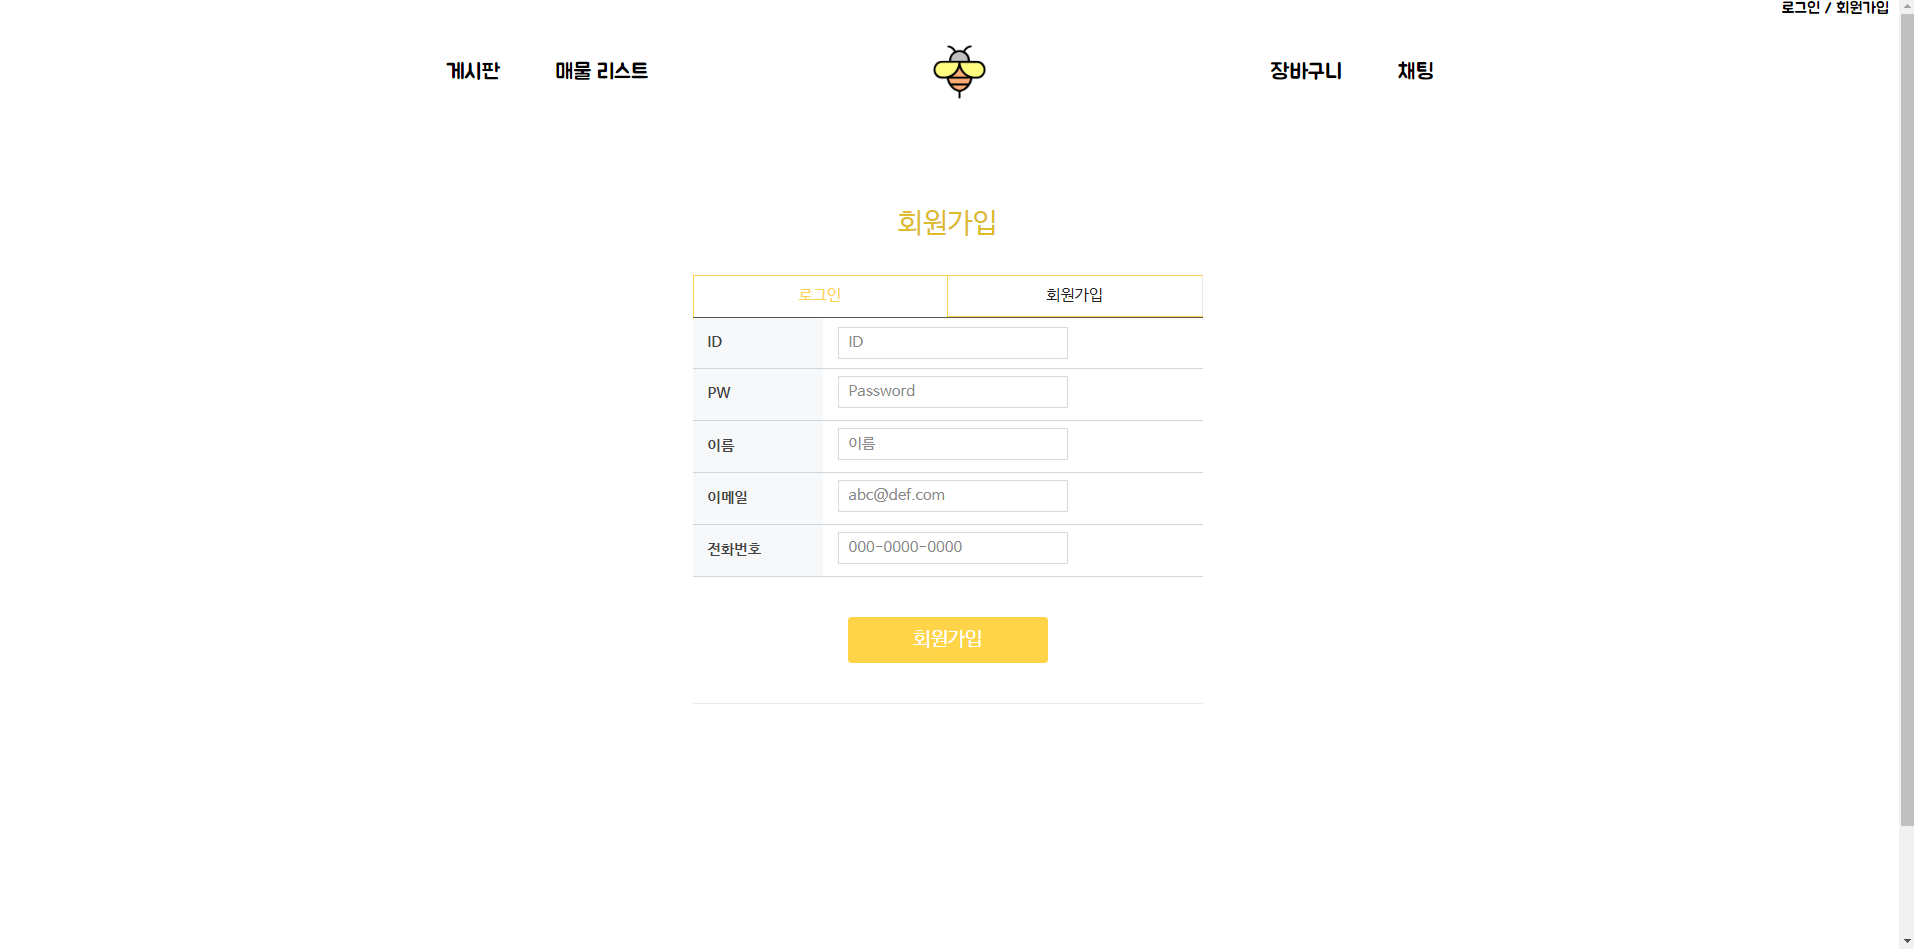 로그인 / 회원가입
게시판 매물 리스트 장바구니 채팅
회원가입
로그인 회원가입
ID ID
PW Password
이름 이름
이메일 abc@def.com
전화번호 000-0000-0000
회원가입